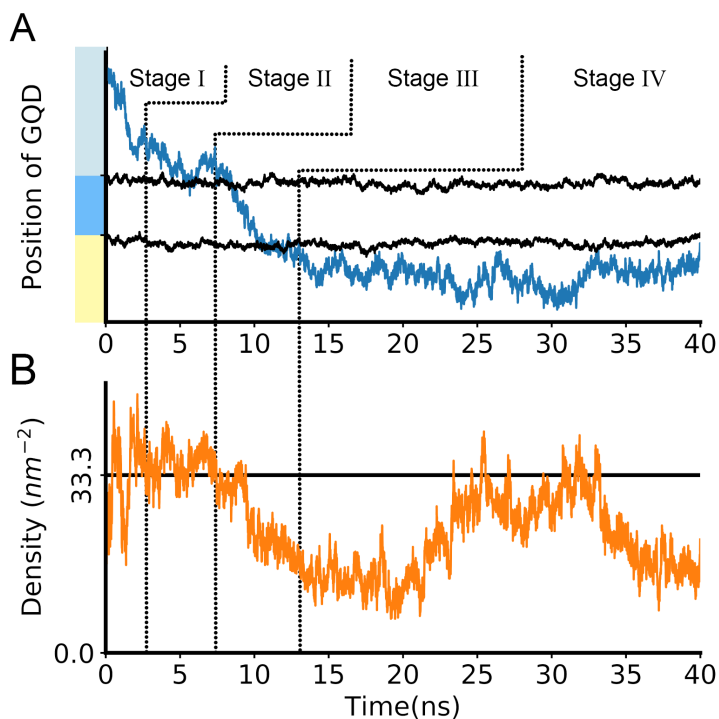 A
Stage I
Stage II
Stage III
Stage IV
Position of GQD
0
5
10
15
20
25
30
35
40
B
33.3
0.0
Density (nm⁻²)
0
5
10
15
20
25
30
35
40
Time(ns)